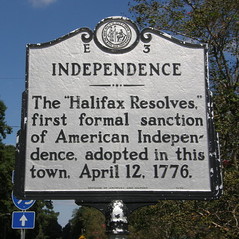 E 3
INDEPENDENCE
The "Halifax Resolves,"
first formal sanction
of American Indepen-
dence, adopted in this
town, April 12, 1776.